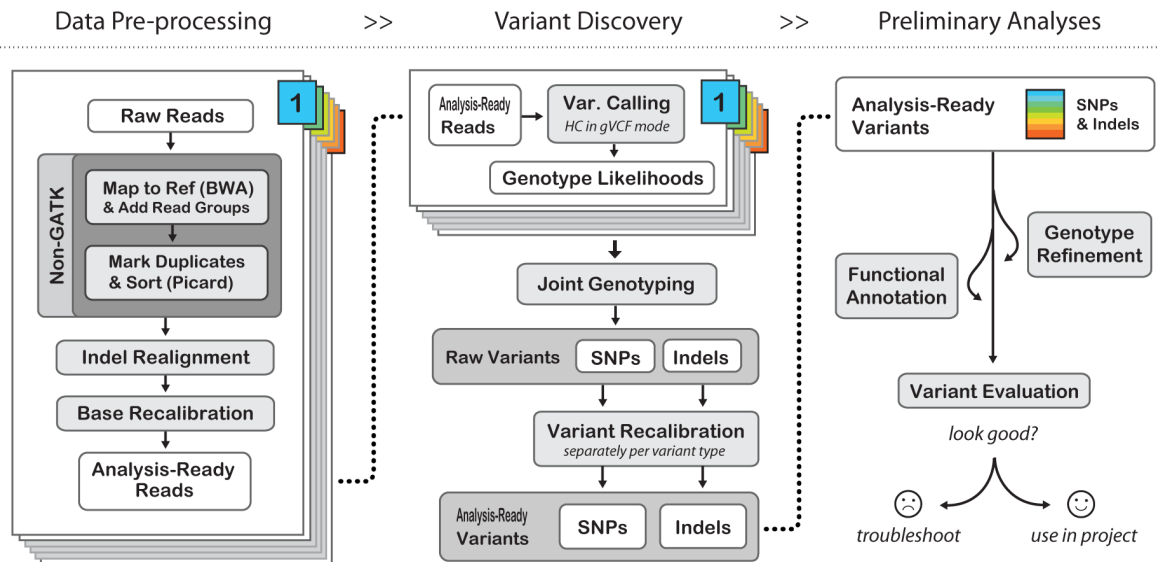 Data Pre-processing >> Variant Discovery >> Preliminary Analyses
1
Raw Reads
Non-GATK
Map to Ref (BWA)
& Add Read Groups
Mark Duplicates
& Sort (Picard)
Indel Realignment
Base Recalibration
Analysis-Ready
Reads
1
Analysis-Ready
Reads
Var. Calling
HC in gVCF mode
Genotype Likelihoods
Joint Genotyping
Raw Variants
SNPs
Indels
Variant Recalibration
separately per variant type
Analysis-Ready
Variants
SNPs
Indels
Analysis-Ready
Variants
SNPs
& Indels
Genotype
Refinement
Functional
Annotation
Variant Evaluation
look good?
troubleshoot
use in project